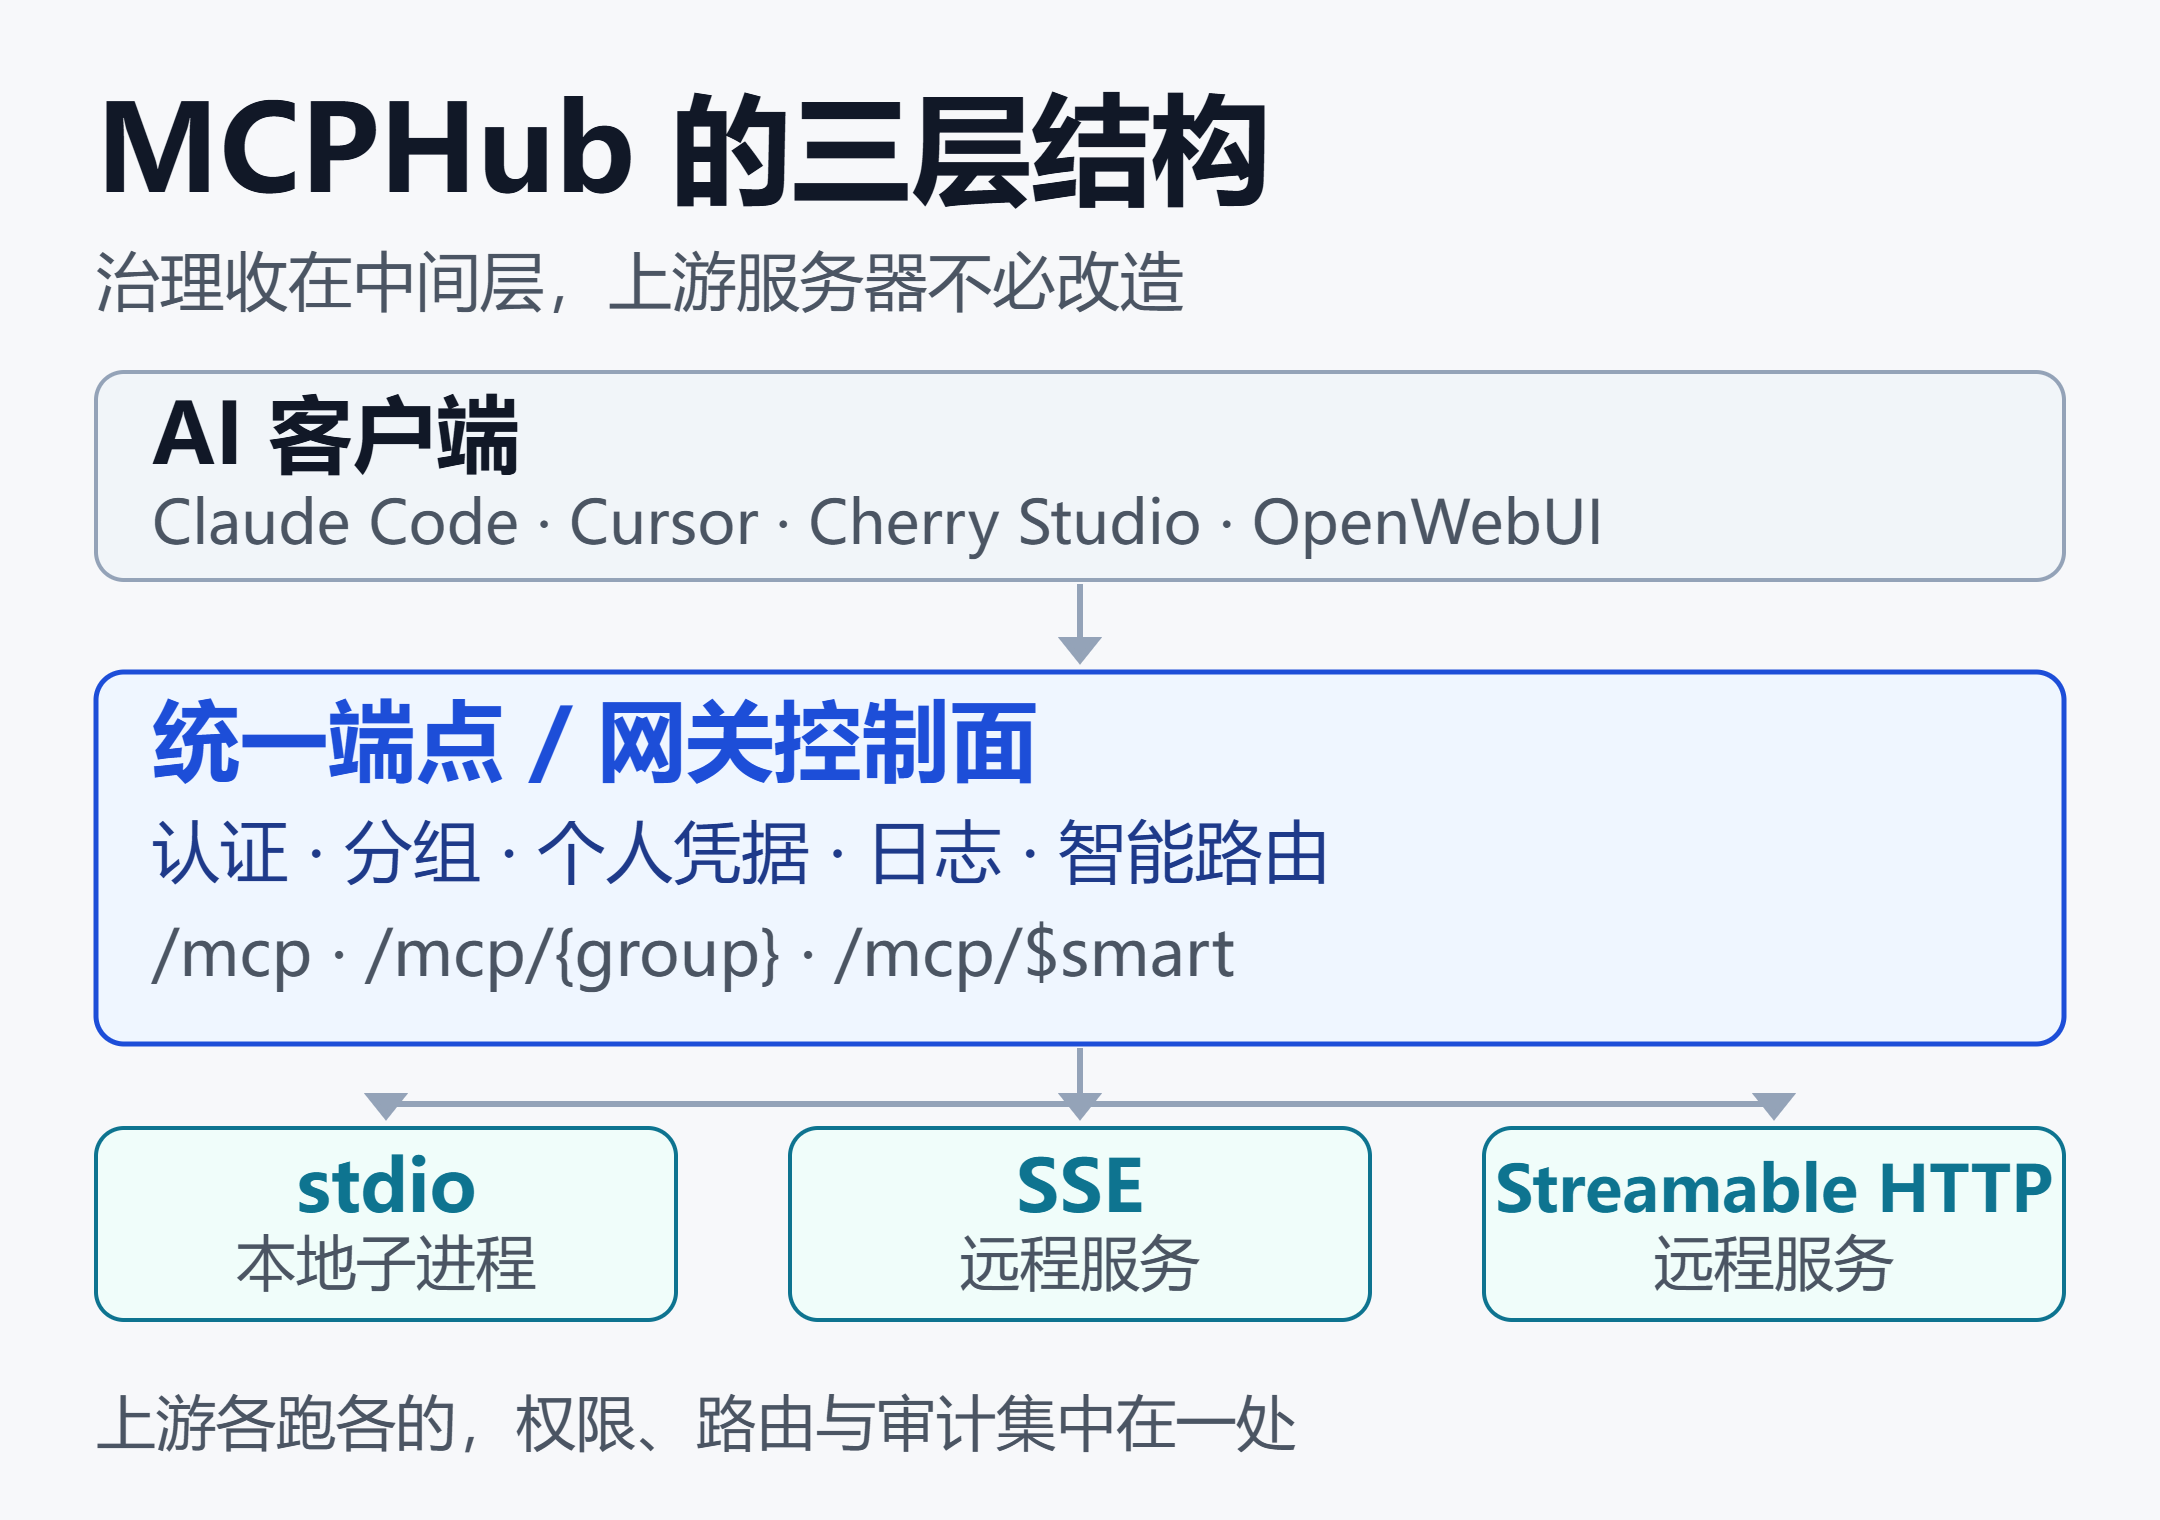 MCPHub 的三层结构
治理收在中间层，上游服务器不必改造
AI 客户端
Claude Code · Cursor · Cherry Studio · OpenWebUI
统一端点 / 网关控制面
认证 · 分组 · 个人凭据 · 日志 · 智能路由
/mcp · /mcp/{group} · /mcp/$smart
stdio
本地子进程
SSE
远程服务
Streamable HTTP
远程服务
上游各跑各的，权限、路由与审计集中在一处